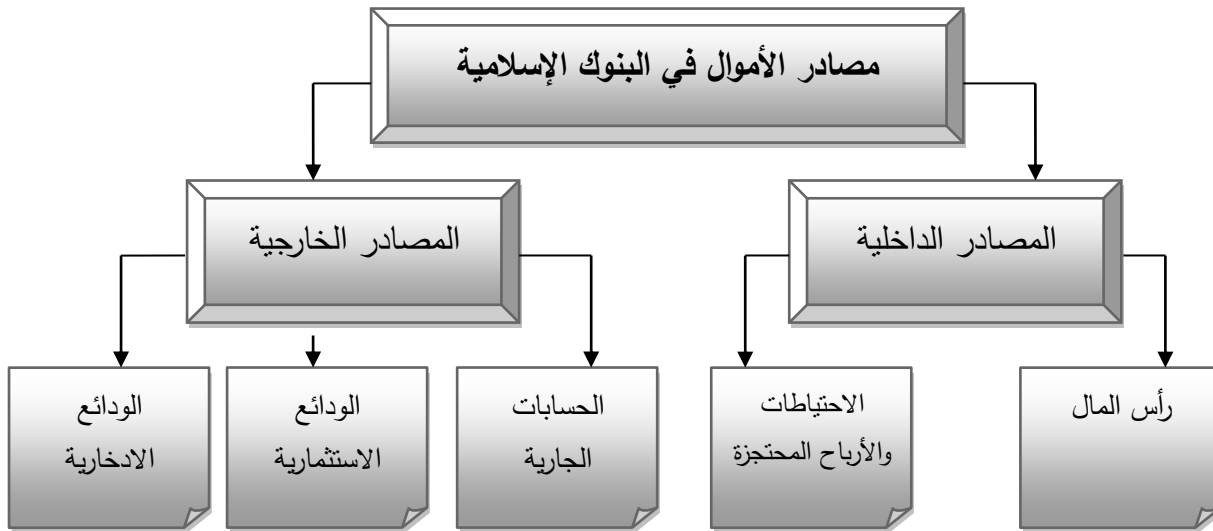 مصادر الأموال في البنوك الإسلامية
المصادر الداخلية
المصادر الخارجية
رأس المال
الاحتياطات
والأرباح المحتجزة
الحسابات
الجارية
الودائع
الاستثمارية
الودائع
الادخارية